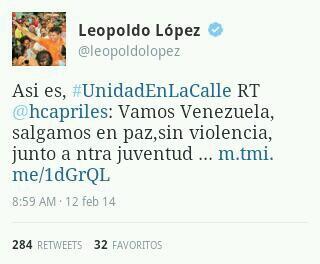 Leopoldo López
@leopoldolopez
Asi es, #UnidadEnLaCalle RT
@hcapriles: Vamos Venezuela,
salgamos en paz,sin violencia,
junto a ntra juventud ... m.tmi.
me/1dGrQL
8:59 AM · 12 feb 14
284 RETWEETS 32 FAVORITOS